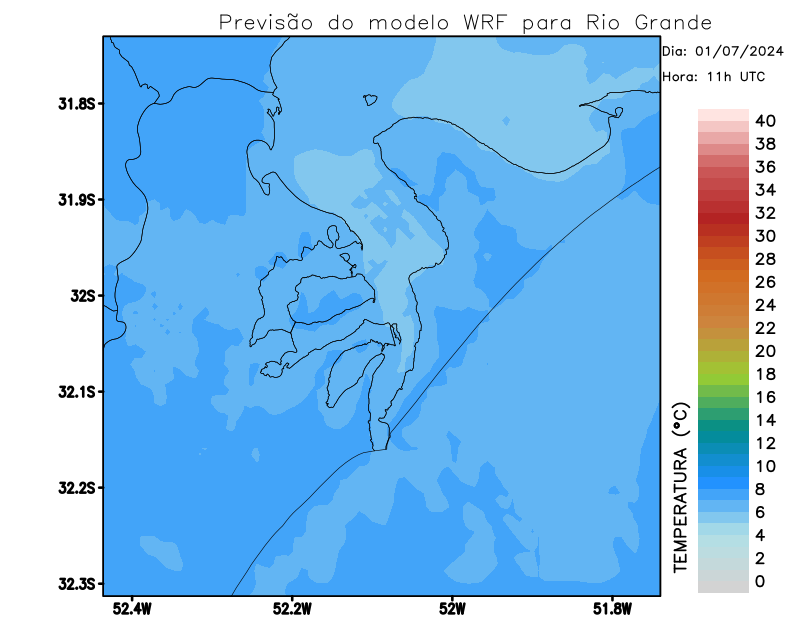 Previsão do modelo WRF para Rio Grande
Dia: 01/07/2024
Hora: 11h UTC
31.8S
31.9S
32S
32.1S
32.2S
32.3S
52.4W
52.2W
52W
51.8W
TEMPERATURA (°C)
40
38
36
34
32
30
28
26
24
22
20
18
16
14
12
10
8
6
4
2
0